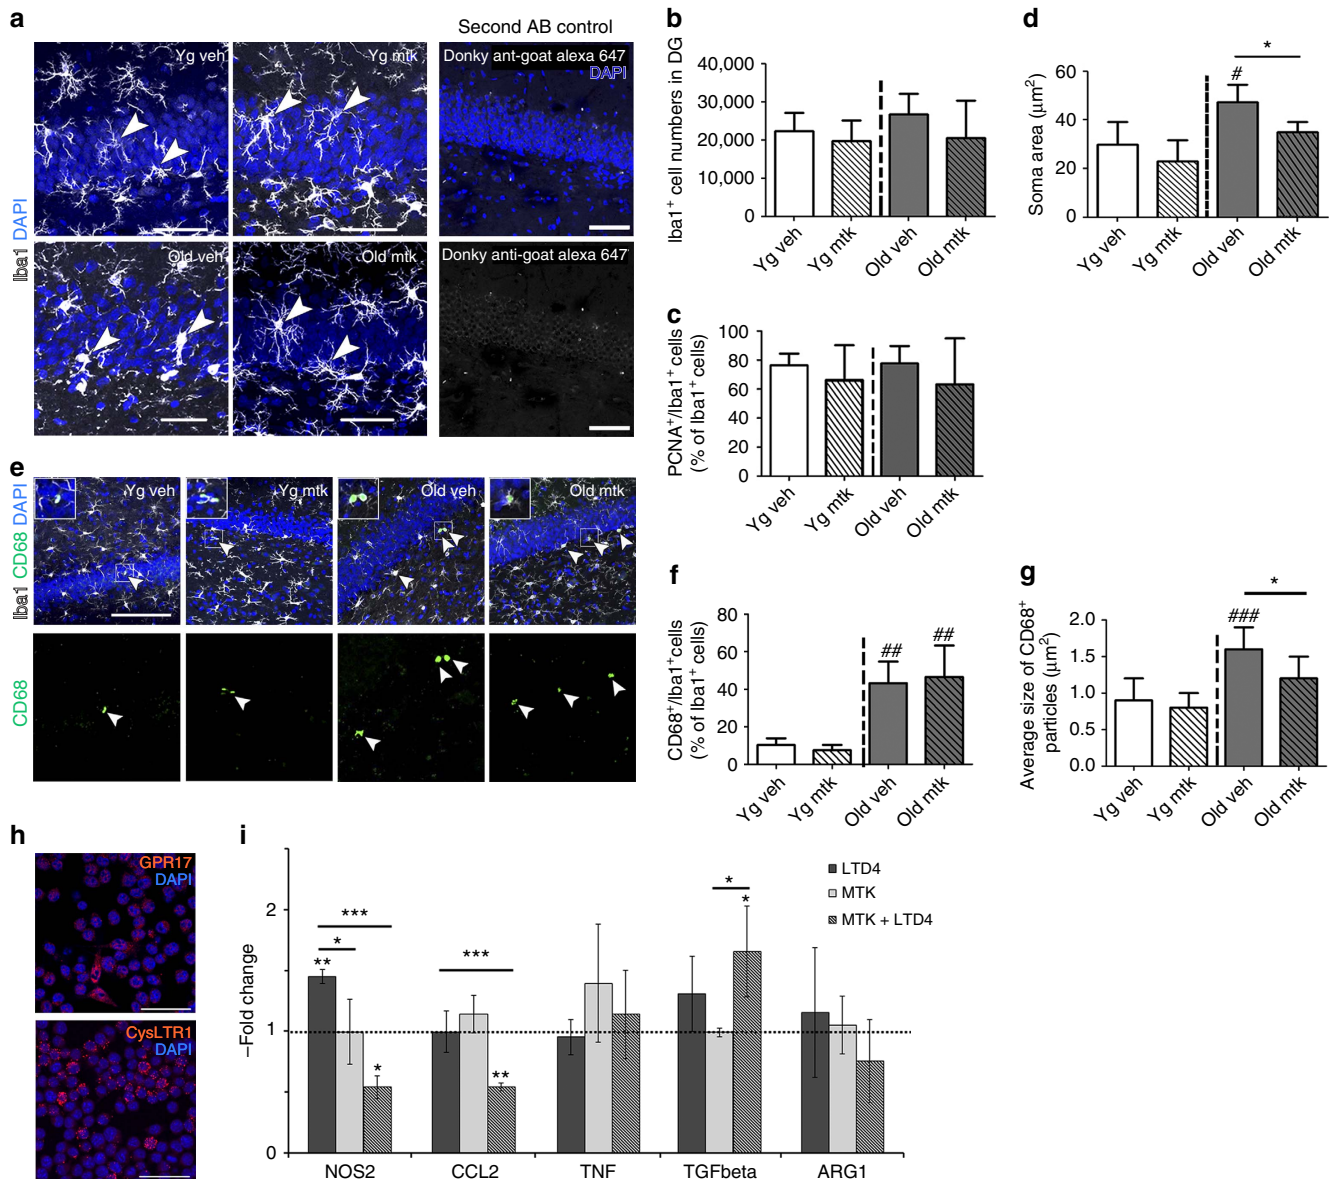 a
Second AB control
Yg veh
Yg mtk
Donky ant-goat alexa 647
DAPI
Old veh
Old mtk
Donky anti-goat alexa 647
Iba1 DAPI
b
Iba1+ cell numbers in DG
40,000
30,000
20,000
10,000
0
Yg veh
Yg mtk
Old veh
Old mtk
c
PCNA+/Iba1+ cells
(% of Iba1+ cells)
100
80
60
40
20
0
Yg veh
Yg mtk
Old veh
Old mtk
d
Soma area (µm2)
60
40
20
0
#
*
Yg veh
Yg mtk
Old veh
Old mtk
e
Iba1 CD68 DAPI
Yg veh
Yg mtk
Old veh
Old mtk
CD68
f
CD68+/Iba1+cells
(% of Iba1+ cells)
80
60
40
20
0
##
##
Yg veh
Yg mtk
Old veh
Old mtk
g
Average size of CD68+
particles (µm2)
2.0
1.5
1.0
0.5
0.0
###
*
Yg veh
Yg mtk
Old veh
Old mtk
h
GPR17
DAPI
CysLTR1
DAPI
i
–Fold change
2
1
0
LTD4
MTK
MTK + LTD4
***
*
**
*
***
**
*
*
NOS2
CCL2
TNF
TGFbeta
ARG1